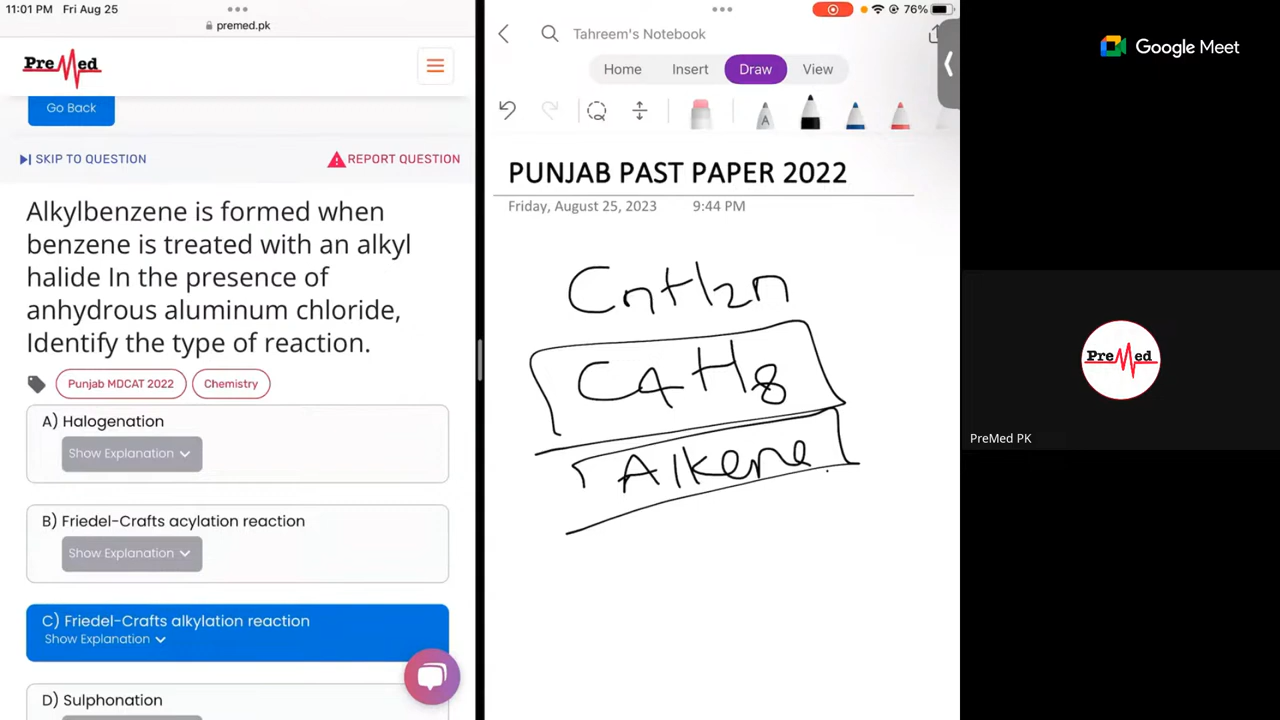 11:01 PM Fri Aug 25
premed.pk
PreMed
Go Back
SKIP TO QUESTION
REPORT QUESTION
Alkylbenzene is formed when
benzene is treated with an alkyl
halide In the presence of
anhydrous aluminum chloride,
Identify the type of reaction.
Punjab MDCAT 2022
Chemistry
A) Halogenation
Show Explanation
B) Friedel-Crafts acylation reaction
Show Explanation
C) Friedel-Crafts alkylation reaction
Show Explanation
D) Sulphonation
76%
Tahreem's Notebook
Home Insert Draw View
A
PUNJAB PAST PAPER 2022
Friday, August 25, 2023 9:44 PM
CnH2n
C4H8
Alkene
Google Meet
PreMed
PreMed PK